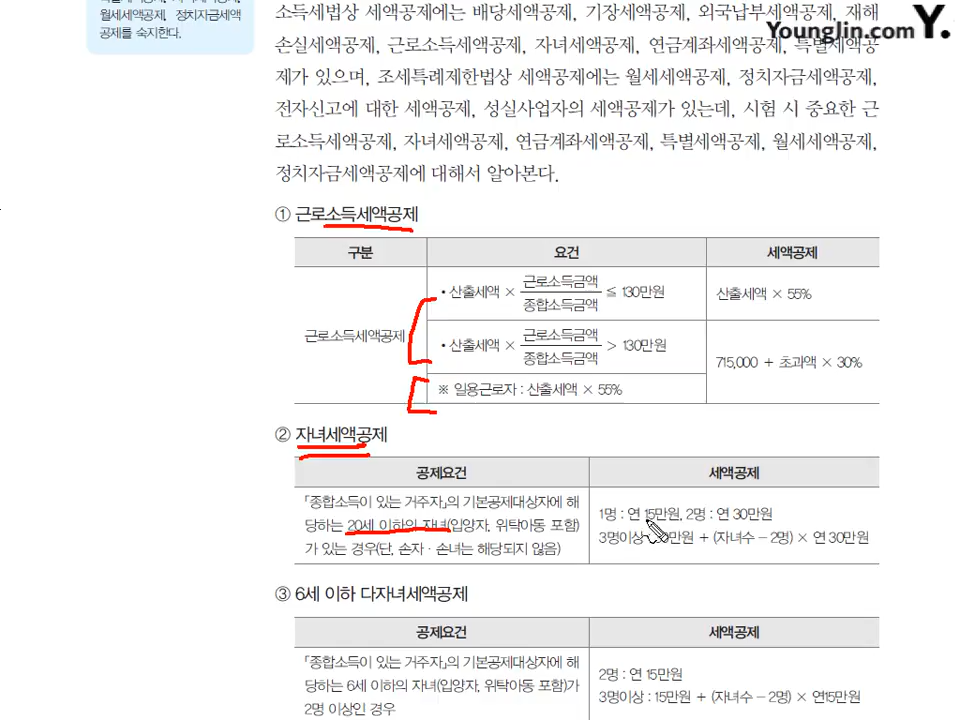 월세세액공제, 정치자금세액
공제를 숙지한다.
소득세법상 세액공제에는 배당세액공제, 기장세액공제, 외국납부세액공제, 재해
손실세액공제, 근로소득세액공제, 자녀세액공제, 연금계좌세액공제, 특별세액공
제가 있으며, 조세특례제한법상 세액공제에는 월세세액공제, 정치자금세액공제,
전자신고에 대한 세액공제, 성실사업자의 세액공제가 있는데, 시험 시 중요한 근
로소득세액공제, 자녀세액공제, 연금계좌세액공제, 특별세액공제, 월세세액공제,
정치자금세액공제에 대해서 알아본다.
Younglin.com Y.
① 근로소득세액공제
구분 요건 세액공제
근로소득세액공제
• 산출세액 × 근로소득금액 / 종합소득금액 ≦ 130만원 산출세액 × 55%
• 산출세액 × 근로소득금액 / 종합소득금액 > 130만원 715,000 + 초과액 × 30%
※ 일용근로자 : 산출세액 × 55%
② 자녀세액공제
공제요건 세액공제
「종합소득이 있는 거주자」의 기본공제대상자에 해
당하는 20세 이하의 자녀(입양자, 위탁아동 포함)
가 있는 경우(단, 손자 · 손녀는 해당되지 않음)
1명 : 연 15만원, 2명 : 연 30만원
3명이상 : 0만원 + (자녀수 - 2명) × 연 30만원
③ 6세 이하 다자녀세액공제
공제요건 세액공제
「종합소득이 있는 거주자」의 기본공제대상자에 해
당하는 6세 이하의 자녀(입양자, 위탁아동 포함)가
2명 이상인 경우
2명 : 연 15만원
3명이상 : 15만원 + (자녀수 - 2명) × 연15만원